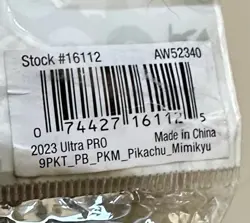 Stock #16112
AW52340
0 74427 16112 5
2023 Ultra PRO
Made in China
9PKT_PB_PKM_Pikachu_Mimikyu